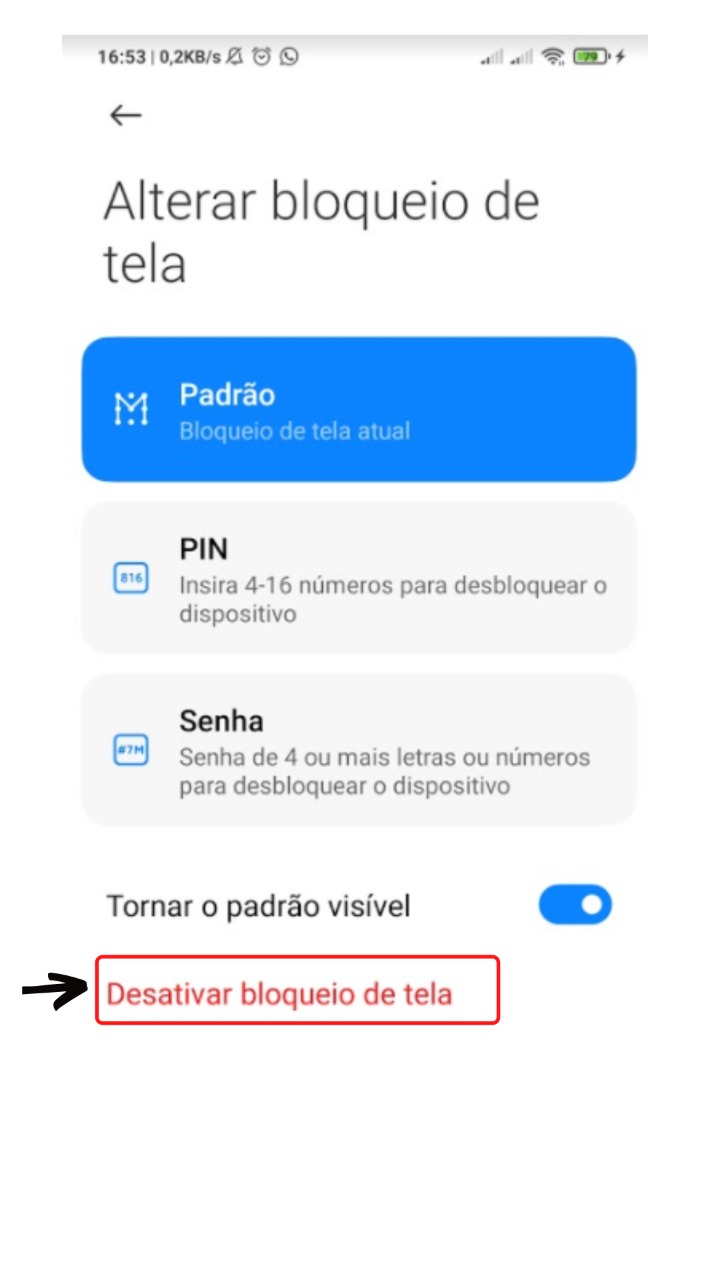 16:53 | 0,2KB/s
79
Alterar bloqueio de
tela
Padrão
Bloqueio de tela atual
816
PIN
Insira 4-16 números para desbloquear o
dispositivo
#7M
Senha
Senha de 4 ou mais letras ou números
para desbloquear o dispositivo
Tornar o padrão visível
Desativar bloqueio de tela